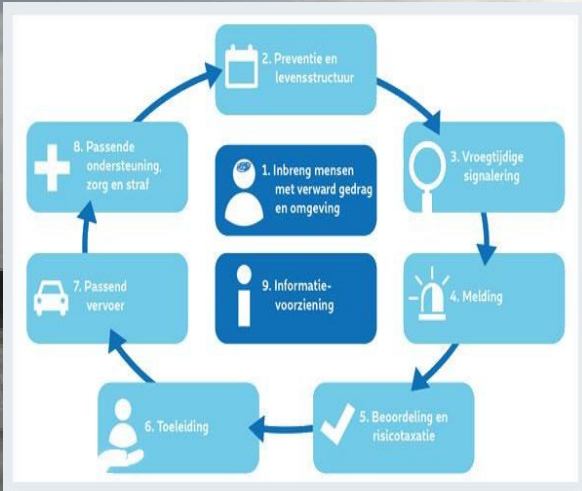 2. Preventie en
levensstructuur
3. Vroegtijdige
signalering
4. Melding
5. Beoordeling en
risicotaxatie
6. Toeleiding
7. Passend
vervoer
8. Passende
ondersteuning,
zorg en straf
1. Inbreng mensen
met verward gedrag
en omgeving
9. Informatie-
voorziening